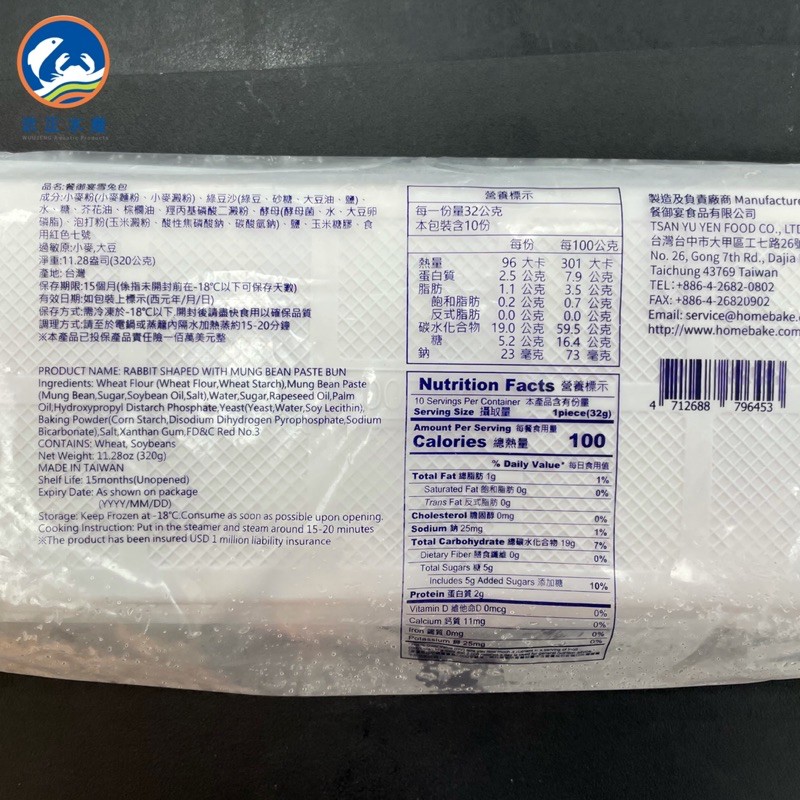 品名:餐御宴雪兔包
成分:小麥粉(小麥麵粉、小麥澱粉)、綠豆沙(綠豆、砂糖、大豆油、鹽)、
水、糖、芥花油、棕櫚油、羥丙基磷酸二澱粉、酵母(酵母菌、水、大豆卵
磷脂)、泡打粉(玉米澱粉、酸性焦磷酸鈉、碳酸氫鈉)、鹽、玉米糖膠、食
用紅色七號
過敏原:小麥,大豆
淨重:11.28盎司(320公克)
產地: 台灣
保存期限:15個月(係指未開封前在-18℃以下可保存天數)
有效日期:如包裝上標示(西元年/月/日)
保存方式:需冷凍於-18℃以下,開封後請盡快食用以確保品質
調理方式:請至於電鍋或蒸籠內隔水加熱蒸約15-20分鐘
※本產品已投保產品責任險一佰萬美元整
PRODUCT NAME: RABBIT SHAPED WITH MUNG BEAN PASTE BUN
Ingredients: Wheat Flour (Wheat Flour,Wheat Starch),Mung Bean Paste
(Mung Bean,Sugar,Soybean Oil,Salt),Water,Sugar,Rapeseed Oil,Palm
Oil,Hydroxypropyl Distarch Phosphate,Yeast(Yeast,Water,Soy Lecithin),
Baking Powder(Corn Starch,Disodium Dihydrogen Pyrophosphate,Sodium
Bicarbonate),Salt,Xanthan Gum,FD&C Red No.3
CONTAINS: Wheat, Soybeans
Net Weight: 11.28oz (320g)
MADE IN TAIWAN
Shelf Life: 15months(Unopened)
Expiry Date: As shown on package
(YYYY/MM/DD)
Storage: Keep Frozen at -18℃.Consume as soon as possible upon opening.
Cooking Instruction: Put in the steamer and steam around 15-20 minutes
※The product has been insured USD 1 million liability insurance
營養標示
每一份量32公克
本包裝含10份
每份 每100公克
熱量 96 大卡 301 大卡
蛋白質 2.5 公克 7.9 公克
脂肪 1.1 公克 3.5 公克
飽和脂肪 0.2 公克 0.7 公克
反式脂肪 0.0 公克 0.0 公克
碳水化合物 19.0 公克 59.5 公克
糖 5.2 公克 16.4 公克
鈉 23 毫克 73 毫克
Nutrition Facts 營養標示
10 Servings Per Container 本產品含有份量
Serving Size 攝取量 1piece(32g)
Amount Per Serving 每餐食用量
Calories 總熱量 100
% Daily Value* 每日食用值
Total Fat 總脂肪 1g 1%
Saturated Fat 飽和脂肪 0g 0%
Trans Fat 反式脂肪 0g
Cholesterol 膽固醇 0mg 0%
Sodium 鈉 25mg 1%
Total Carbohydrate 總碳水化合物 19g 7%
Dietary Fiber 膳食纖維 0g 0%
Total Sugars 糖 5g
Includes 5g Added Sugars 添加糖 10%
Protein 蛋白質 2g
Vitamin D 維他命D 0mcg 0%
Calcium 鈣質 11mg 0%
Iron 鐵質 0mg 0%
Potassium 鉀 25mg 0%
製造及負責廠商 Manufacture
餐御宴食品有限公司
TSAN YU YEN FOOD CO., LTD
台灣台中市大甲區工七路26號
No. 26, Gong 7th Rd., Dajia
Taichung 43769 Taiwan
TEL:+886-4-2682-0802
FAX: +886-4-26820902
Email: service@homebake.com
http://www.homebake.com
4 712688 796453